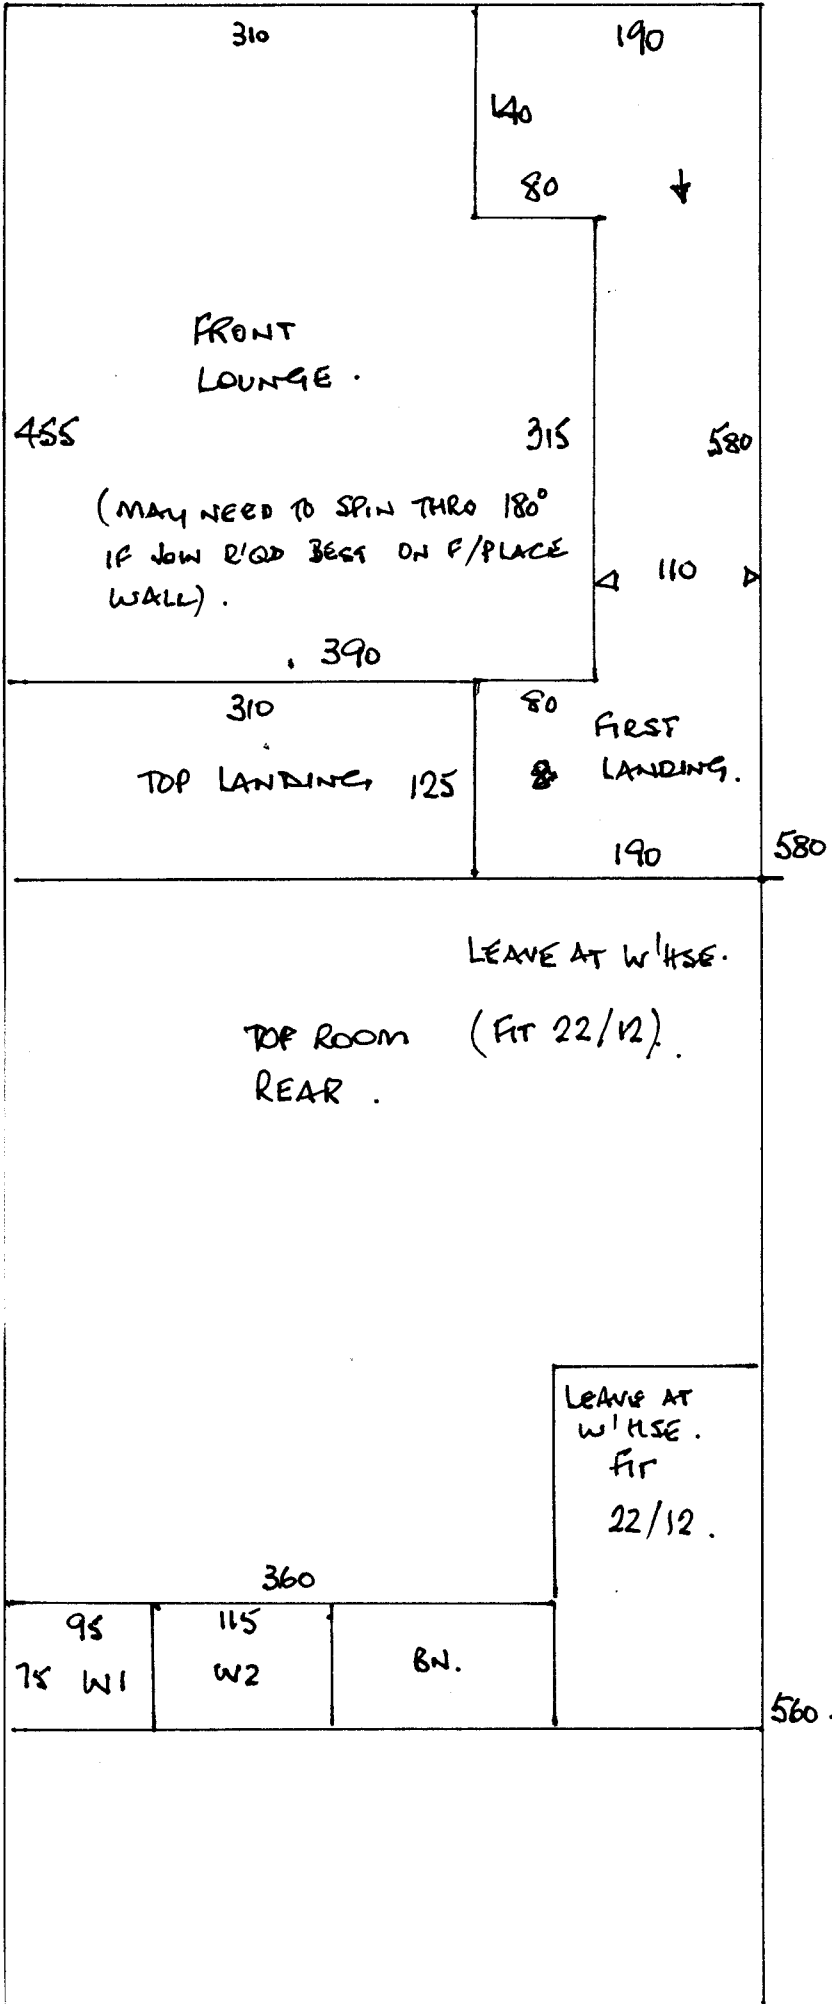 310
190
140
80
FRONT
LOUNGE.
455
315
580
(MAY NEED TO SPIN THRO 180°
IF JOIN R'QD BEST ON F/PLACE
WALL).
110
390
310
80
FIRST
LANDING.
TOP LANDING
125
8
190
580
LEAVE AT W'HSE.
TOP ROOM (FIT 22/12).
REAR.
LEAVE AT
W'HSE.
FIT
22/12.
360
95
115
75 W1
W2
BN.
560.